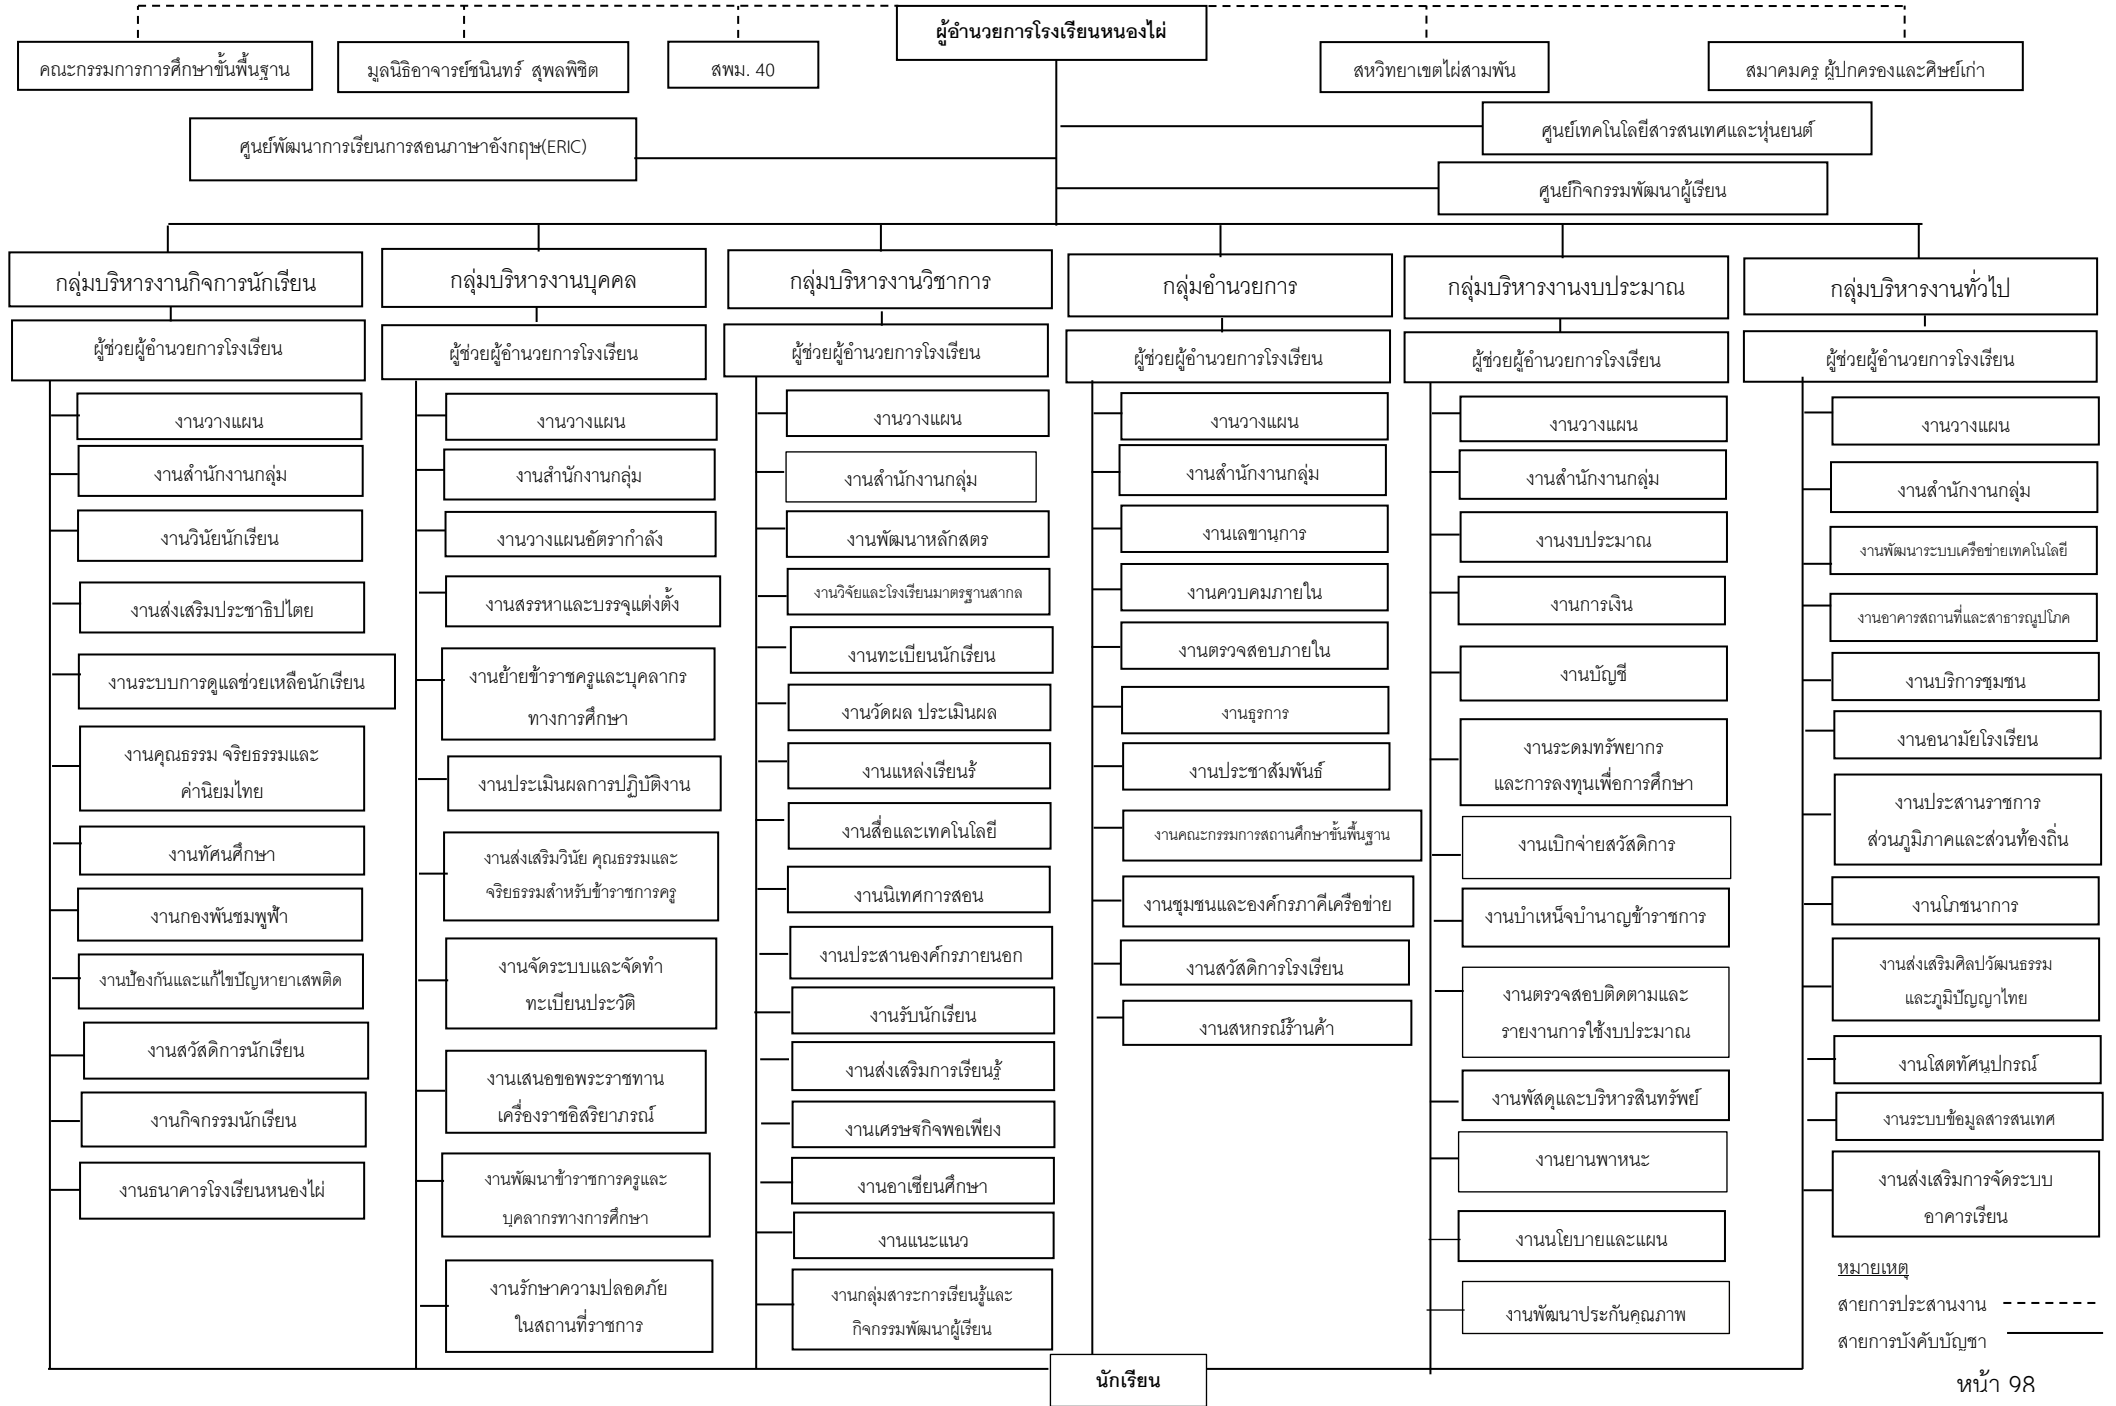 ผู้อำนวยการโรงเรียนหนองไผ่
คณะกรรมการการศึกษาขั้นพื้นฐาน
มูลนิธิอาจารย์ชนินทร์ สุพลพิชิต
สพม. 40
สหวิทยาเขตไผ่สามพัน
สมาคมครู ผู้ปกครองและศิษย์เก่า
ศูนย์พัฒนาการเรียนการสอนภาษาอังกฤษ(ERIC)
ศูนย์เทคโนโลยีสารสนเทศและหุ่นยนต์
ศูนย์กิจกรรมพัฒนาผู้เรียน
กลุ่มบริหารงานกิจการนักเรียน
ผู้ช่วยผู้อำนวยการโรงเรียน
งานวางแผน
งานสำนักงานกลุ่ม
งานวินัยนักเรียน
งานส่งเสริมประชาธิปไตย
งานระบบการดูแลช่วยเหลือนักเรียน
งานคุณธรรม จริยธรรมและ
ค่านิยมไทย
งานทัศนศึกษา
งานกองพันชมพูฟ้า
งานป้องกันและแก้ไขปัญหายาเสพติด
งานสวัสดิการนักเรียน
งานกิจกรรมนักเรียน
งานธนาคารโรงเรียนหนองไผ่
กลุ่มบริหารงานบุคคล
ผู้ช่วยผู้อำนวยการโรงเรียน
งานวางแผน
งานสำนักงานกลุ่ม
งานวางแผนอัตรากำลัง
งานสรรหาและบรรจุแต่งตั้ง
งานย้ายข้าราชครูและบุคลากร
ทางการศึกษา
งานประเมินผลการปฏิบัติงาน
งานส่งเสริมวินัย คุณธรรมและ
จริยธรรมสำหรับข้าราชการครู
งานจัดระบบและจัดทำ
ทะเบียนประวัติ
งานเสนอขอพระราชทาน
เครื่องราชอิสริยาภรณ์
งานพัฒนาข้าราชการครูและ
บุคลากรทางการศึกษา
งานรักษาความปลอดภัย
ในสถานที่ราชการ
กลุ่มบริหารงานวิชาการ
ผู้ช่วยผู้อำนวยการโรงเรียน
งานวางแผน
งานสำนักงานกลุ่ม
งานพัฒนาหลักสูตร
งานวิจัยและโรงเรียนมาตรฐานสากล
งานทะเบียนนักเรียน
งานวัดผล ประเมินผล
งานแหล่งเรียนรู้
งานสื่อและเทคโนโลยี
งานนิเทศการสอน
งานประสานองค์กรภายนอก
งานรับนักเรียน
งานส่งเสริมการเรียนรู้
งานเศรษฐกิจพอเพียง
งานอาเซียนศึกษา
งานแนะแนว
งานกลุ่มสาระการเรียนรู้และ
กิจกรรมพัฒนาผู้เรียน
กลุ่มอำนวยการ
ผู้ช่วยผู้อำนวยการโรงเรียน
งานวางแผน
งานสำนักงานกลุ่ม
งานเลขานุการ
งานควบคุมภายใน
งานตรวจสอบภายใน
งานธุรการ
งานประชาสัมพันธ์
งานคณะกรรมการสถานศึกษาขั้นพื้นฐาน
งานชุมชนและองค์กรภาคีเครือข่าย
งานสวัสดิการโรงเรียน
งานสหกรณ์ร้านค้า
กลุ่มบริหารงานงบประมาณ
ผู้ช่วยผู้อำนวยการโรงเรียน
งานวางแผน
งานสำนักงานกลุ่ม
งานงบประมาณ
งานการเงิน
งานบัญชี
งานระดมทรัพยากร
และการลงทุนเพื่อการศึกษา
งานเบิกจ่ายสวัสดิการ
งานบำเหน็จบำนาญข้าราชการ
งานตรวจสอบติดตามและ
รายงานการใช้งบประมาณ
งานพัสดุและบริหารสินทรัพย์
งานยานพาหนะ
งานนโยบายและแผน
งานพัฒนาประกันคุณภาพ
กลุ่มบริหารงานทั่วไป
ผู้ช่วยผู้อำนวยการโรงเรียน
งานวางแผน
งานสำนักงานกลุ่ม
งานพัฒนาระบบเครือข่ายเทคโนโลยี
งานอาคารสถานที่และสาธารณูปโภค
งานบริการชุมชน
งานอนามัยโรงเรียน
งานประสานราชการ
ส่วนภูมิภาคและส่วนท้องถิ่น
งานโภชนาการ
งานส่งเสริมศิลปวัฒนธรรม
และภูมิปัญญาไทย
งานโสตทัศนูปกรณ์
งานระบบข้อมูลสารสนเทศ
งานส่งเสริมการจัดระบบ
อาคารเรียน
หมายเหตุ
สายการประสานงาน
สายการบังคับบัญชา
นักเรียน
หน้า 98